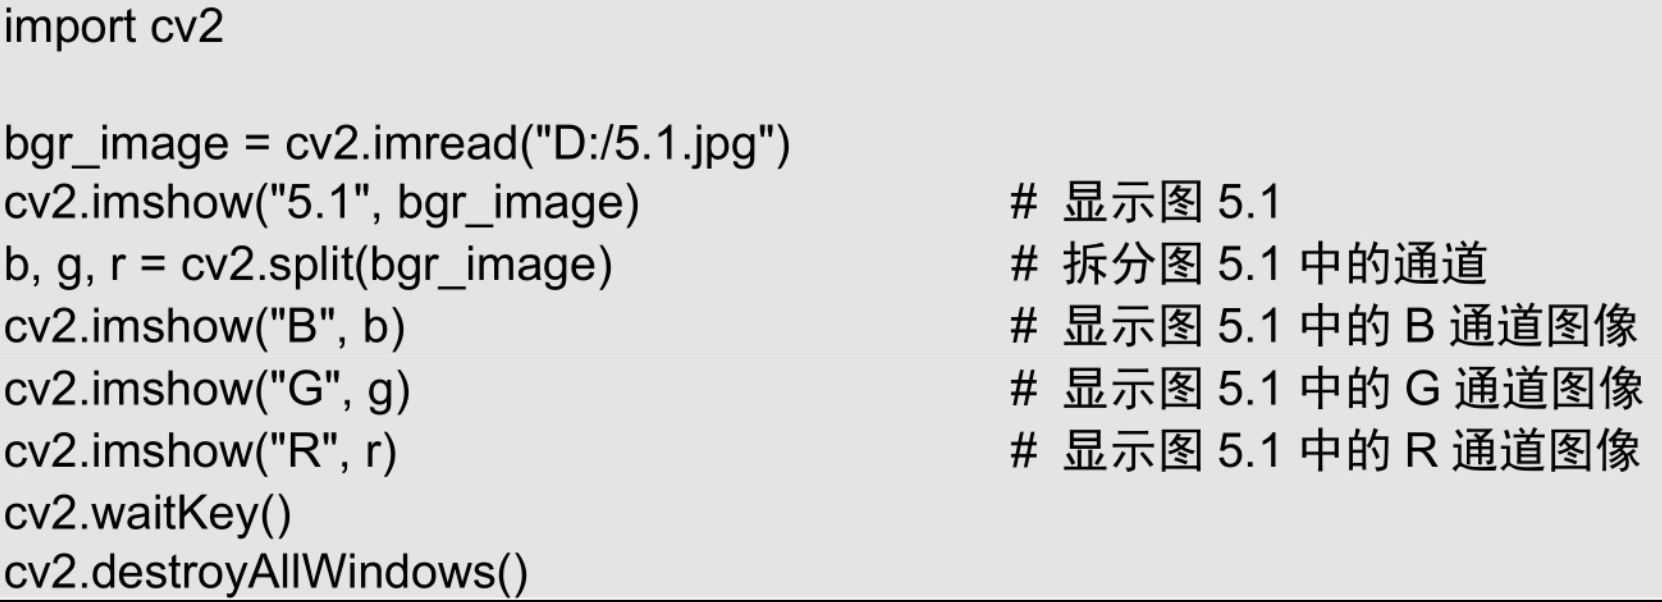 import cv2
bgr_image = cv2.imread("D:/5.1.jpg")
cv2.imshow("5.1", bgr_image) # 显示图 5.1
b, g, r = cv2.split(bgr_image) # 拆分图 5.1 中的通道
cv2.imshow("B", b) # 显示图 5.1 中的 B 通道图像
cv2.imshow("G", g) # 显示图 5.1 中的 G 通道图像
cv2.imshow("R", r) # 显示图 5.1 中的 R 通道图像
cv2.waitKey()
cv2.destroyAllWindows()